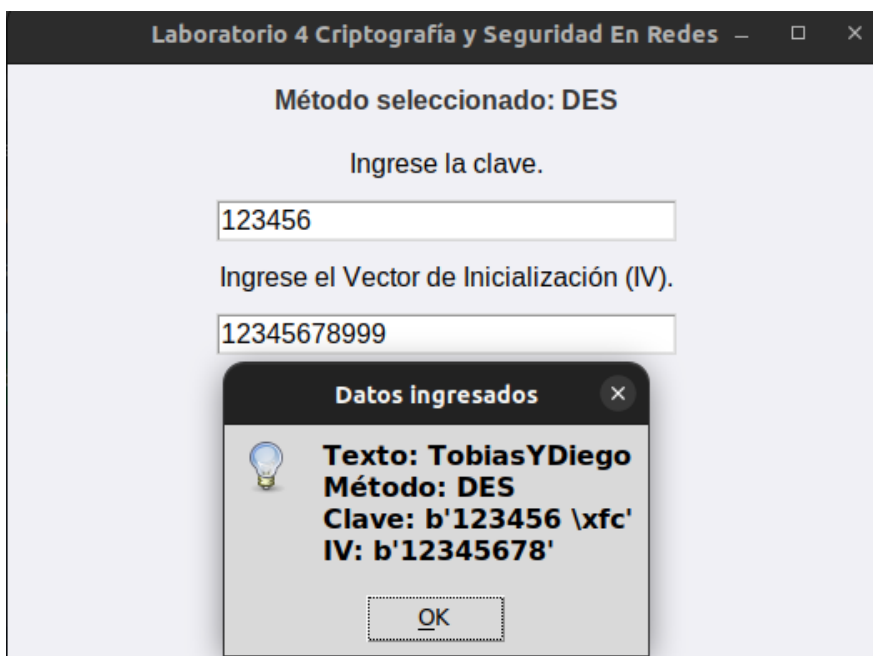 Laboratorio 4 Criptografía y Seguridad En Redes
Método seleccionado: DES
Ingrese la clave.
123456
Ingrese el Vector de Inicialización (IV).
12345678999
Datos ingresados
Texto: TobiasYDiego
Método: DES
Clave: b'123456 \xfc'
IV: b'12345678'
OK